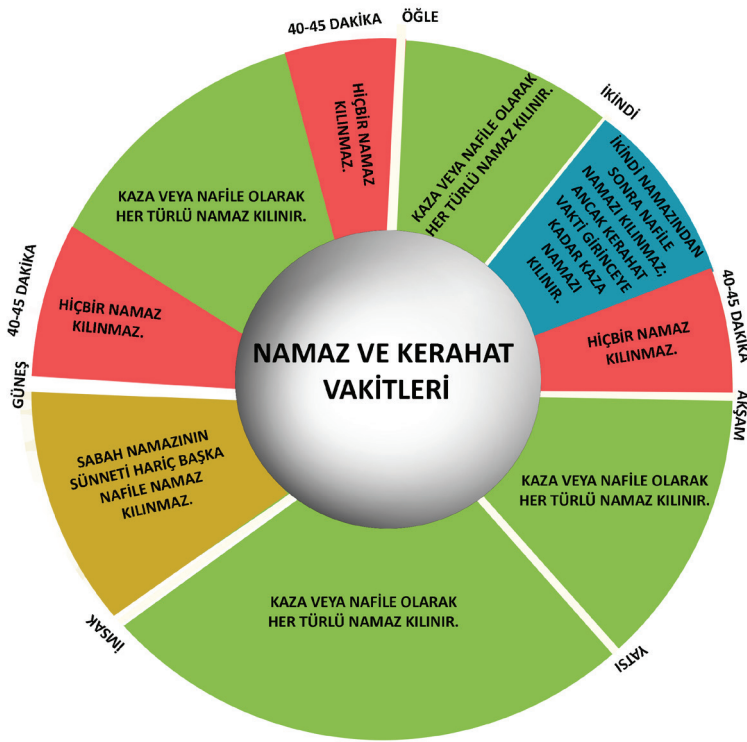 NAMAZ VE KERAHAT
VAKİTLERİ
40-45 DAKİKA
ÖĞLE
HİÇBİR NAMAZ
KILINMAZ.
KAZA VEYA NAFİLE OLARAK
HER TÜRLÜ NAMAZ KILINIR.
İKİNDİ
İKİNDİ NAMAZINDAN
SONRA NAFİLE
NAMAZI KILINMAZ;
ANCAK KERAHAT
VAKTİ GİRİNCEYE
KADAR KAZA
NAMAZI
KILINIR.
40-45 DAKİKA
HİÇBİR NAMAZ
KILINMAZ.
AKŞAM
KAZA VEYA NAFİLE OLARAK
HER TÜRLÜ NAMAZ KILINIR.
YATSI
KAZA VEYA NAFİLE OLARAK
HER TÜRLÜ NAMAZ KILINIR.
İMSAK
SABAH NAMAZININ
SÜNNETİ HARİÇ BAŞKA
NAFİLE NAMAZ
KILINMAZ.
GÜNEŞ
40-45 DAKİKA
HİÇBİR NAMAZ
KILINMAZ.
KAZA VEYA NAFİLE OLARAK
HER TÜRLÜ NAMAZ KILINIR.